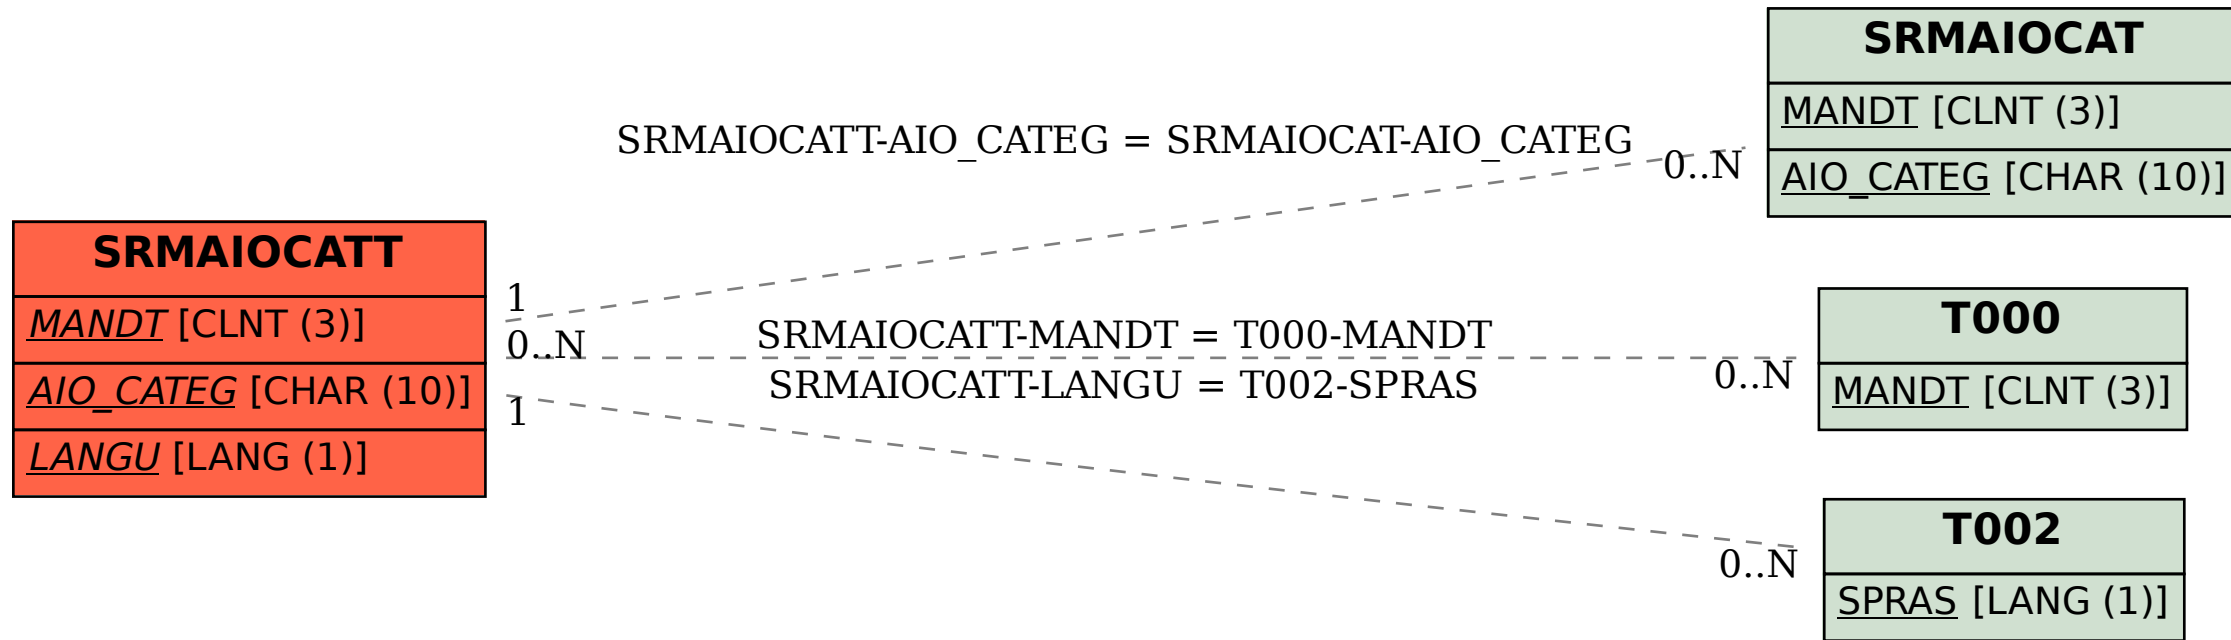 SRMAIOCATT
MANDT [CLNT (3)]
AIO_CATEG [CHAR (10)]
LANGU [LANG (1)]
SRMAIOCATT-AIO_CATEG = SRMAIOCAT-AIO_CATEG
1
0..N
SRMAIOCATT-MANDT = T000-MANDT
0..N
0..N
SRMAIOCATT-LANGU = T002-SPRAS
1
0..N
SRMAIOCAT
MANDT [CLNT (3)]
AIO_CATEG [CHAR (10)]
T000
MANDT [CLNT (3)]
T002
SPRAS [LANG (1)]